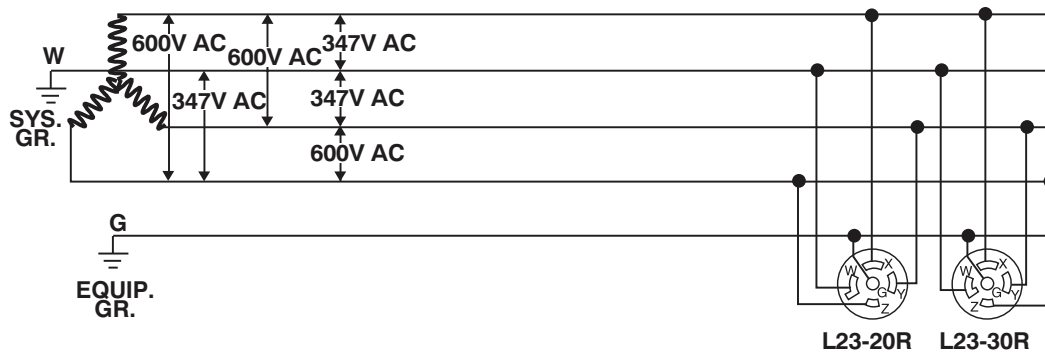 600V AC
347V AC
600V AC
W
347V AC
347V AC
SYS.
GR.
600V AC
G
EQUIP.
GR.
X
W
G
Y
Z
X
W
G
Y
Z
L23-20R
L23-30R